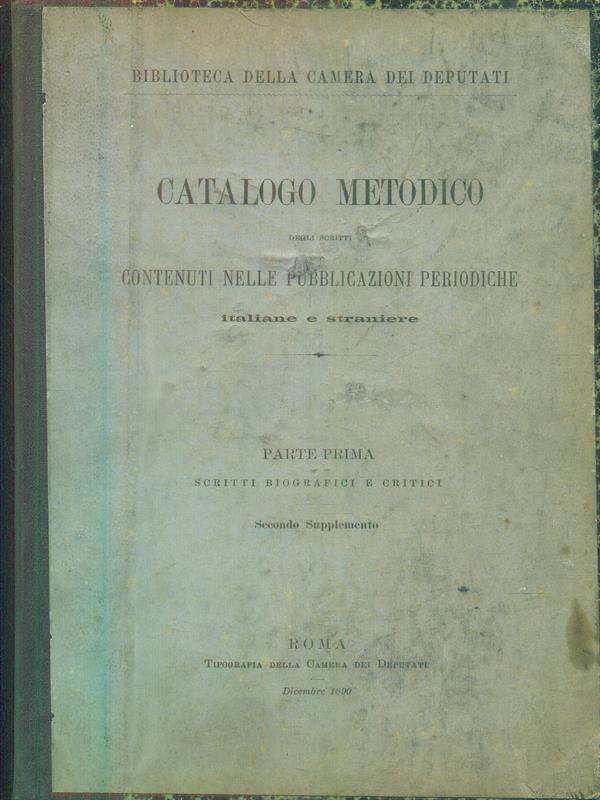 BIBLIOTECA DELLA CAMERA DEI DEPUTATI
CATALOGO METODICO
DEGLI SCRITTI
CONTENUTI NELLE PUBBLICAZIONI PERIODICHE
italiane e straniere
PARTE PRIMA
SCRITTI BIOGRAFICI E CRITICI
Secondo Supplemento
ROMA
TIPOGRAFIA DELLA CAMERA DEI DEPUTATI
Dicembre 1890